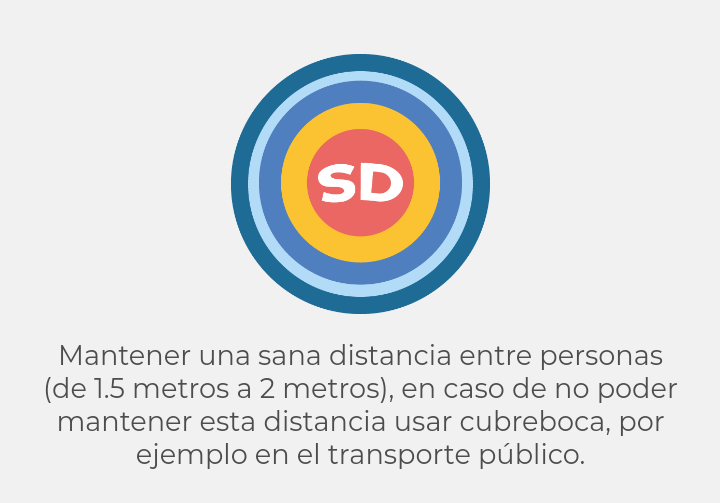 SD
Mantener una sana distancia entre personas
(de 1.5 metros a 2 metros), en caso de no poder
mantener esta distancia usar cubreboca, por
ejemplo en el transporte público.